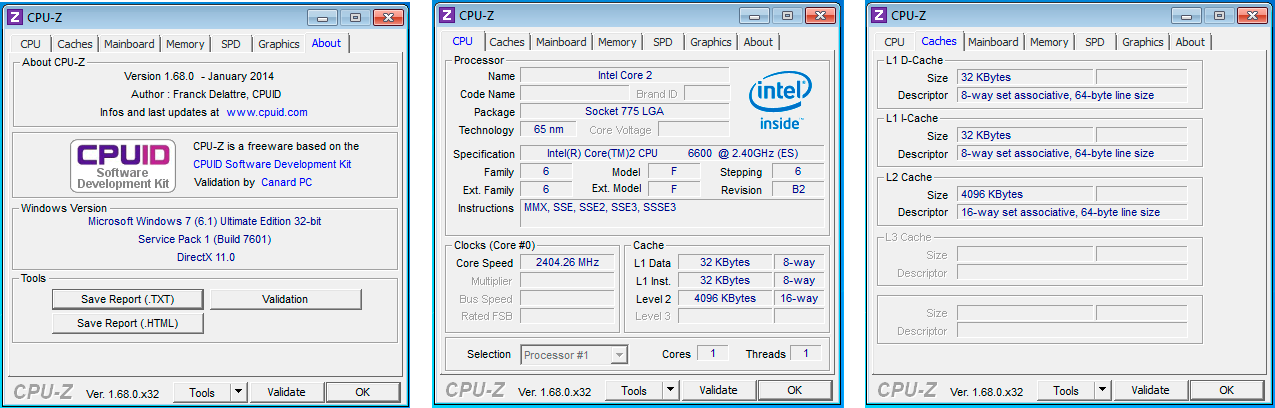 CPU-Z
CPU Caches Mainboard Memory SPD Graphics About
About CPU-Z
Version 1.68.0 - January 2014
Author : Franck Delattre, CPUID
Infos and last updates at www.cpuid.com
CPUID
Software
Development Kit
CPU-Z is a freeware based on the
CPUID Software Development Kit
Validation by Canard PC
Windows Version
Microsoft Windows 7 (6.1) Ultimate Edition 32-bit
Service Pack 1 (Build 7601)
DirectX 11.0
Tools
Save Report (.TXT) Validation
Save Report (.HTML)
CPU-Z Ver. 1.68.0.x32 Tools Validate OK
CPU-Z
CPU Caches Mainboard Memory SPD Graphics About
Processor
Name Intel Core 2
Code Name Brand ID
Package Socket 775 LGA
Technology 65 nm Core Voltage
intel
inside™
Specification Intel(R) Core(TM)2 CPU 6600 @ 2.40GHz (ES)
Family 6 Model F Stepping 6
Ext. Family 6 Ext. Model F Revision B2
Instructions MMX, SSE, SSE2, SSE3, SSSE3
Clocks (Core #0)
Core Speed 2404.26 MHz
Multiplier
Bus Speed
Rated FSB
Cache
L1 Data 32 KBytes 8-way
L1 Inst. 32 KBytes 8-way
Level 2 4096 KBytes 16-way
Level 3
Selection Processor #1 Cores 1 Threads 1
CPU-Z Ver. 1.68.0.x32 Tools Validate OK
CPU-Z
CPU Caches Mainboard Memory SPD Graphics About
L1 D-Cache
Size 32 KBytes
Descriptor 8-way set associative, 64-byte line size
L1 I-Cache
Size 32 KBytes
Descriptor 8-way set associative, 64-byte line size
L2 Cache
Size 4096 KBytes
Descriptor 16-way set associative, 64-byte line size
L3 Cache
Size
Descriptor
Size
Descriptor
CPU-Z Ver. 1.68.0.x32 Tools Validate OK